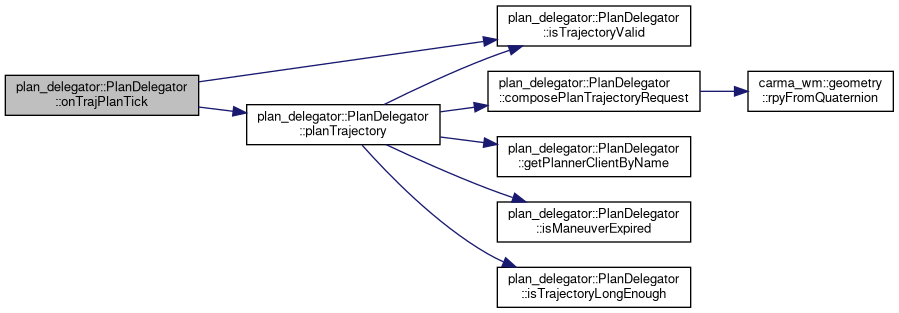 plan_delegator::PlanDelegator
::onTrajPlanTick
plan_delegator::PlanDelegator
::planTrajectory
plan_delegator::PlanDelegator
::isTrajectoryValid
plan_delegator::PlanDelegator
::composePlanTrajectoryRequest
carma_wm::geometry
::rpyFromQuaternion
plan_delegator::PlanDelegator
::getPlannerClientByName
plan_delegator::PlanDelegator
::isManeuverExpired
plan_delegator::PlanDelegator
::isTrajectoryLongEnough